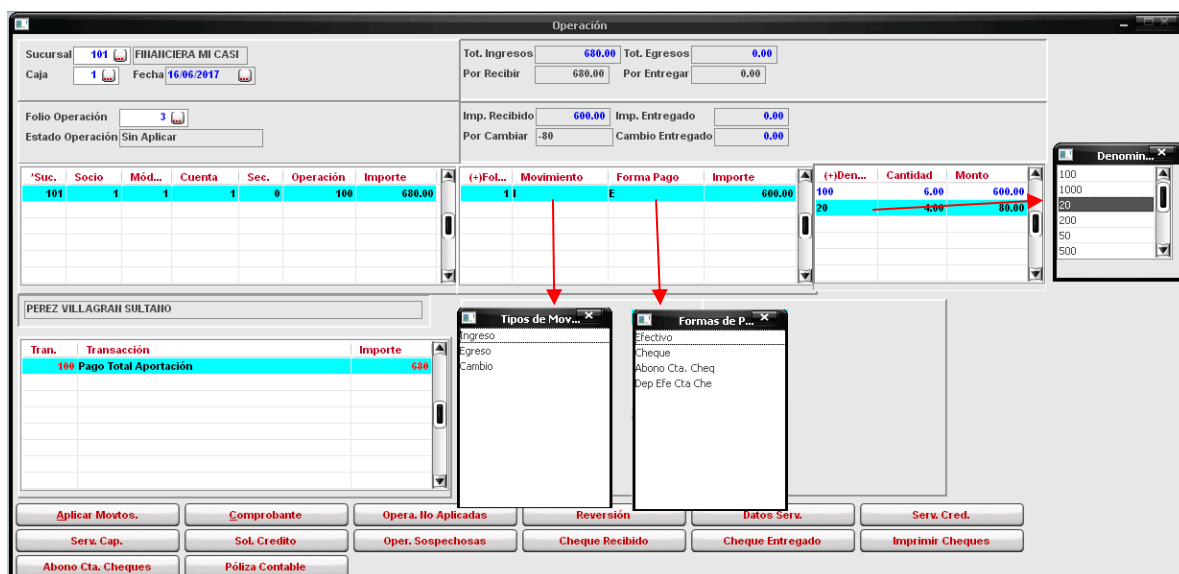 Operación
Sucursal 101 ... FINANCIERA MI CASI
Caja 1 ... Fecha 16/06/2017 ...
Tot. Ingresos 680.00 Tot. Egresos 0.00
Por Recibir 680.00 Por Entregar 0.00
Folio Operación 3 ...
Estado Operación Sin Aplicar
Imp. Recibido 600.00 Imp. Entregado 0.00
Por Cambiar -80 Cambio Entregado 0.00
*Suc. Socio Mód... Cuenta Sec. Operación Importe
101 1 1 1 0 100 680.00
(+)Fol... Movimiento Forma Pago Importe
1 I E 600.00
(+)Den... Cantidad Monto
100 6.00 600.00
20 4.00 80.00
Denomin...
100
1000
20
200
50
500
PEREZ VILLAGRAN SULTANO
Tran. Transacción Importe
100 Pago Total Aportación 680
Tipos de Mov...
Ingreso
Egreso
Cambio
Formas de P...
Efectivo
Cheque
Abono Cta. Cheq
Dep Efe Cta Che
Aplicar Movtos. Comprobante Opera. No Aplicadas Reversión Datos Serv. Serv. Cred.
Serv. Cap. Sol. Credito Oper. Sospechosas Cheque Recibido Cheque Entregado Imprimir Cheques
Abono Cta. Cheques Póliza Contable